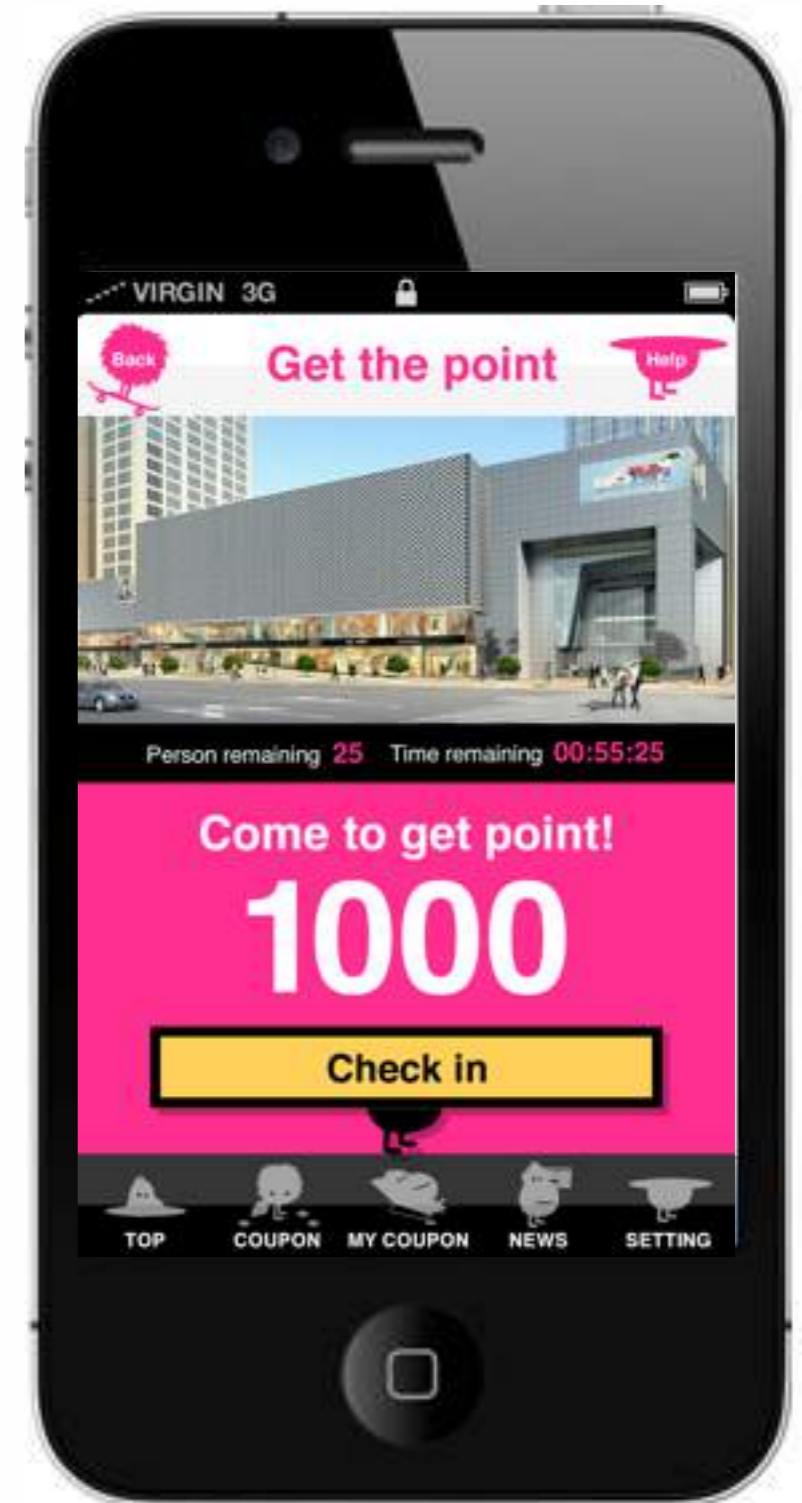 VIRGIN 3G
Back
Get the point
Help
Person remaining 25 Time remaining 00:55:25
Come to get point!
1000
Check in
TOP COUPON MY COUPON NEWS SETTING